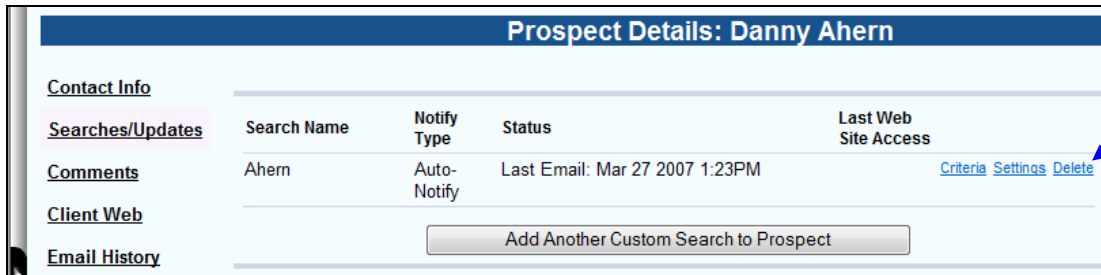 Prospect Details: Danny Ahern
Contact Info
Searches/Updates
Comments
Client Web
Email History
Search Name Notify Type Status Last Web Site Access
Ahern Auto-Notify Last Email: Mar 27 2007 1:23PM Criteria Settings Delete
Add Another Custom Search to Prospect